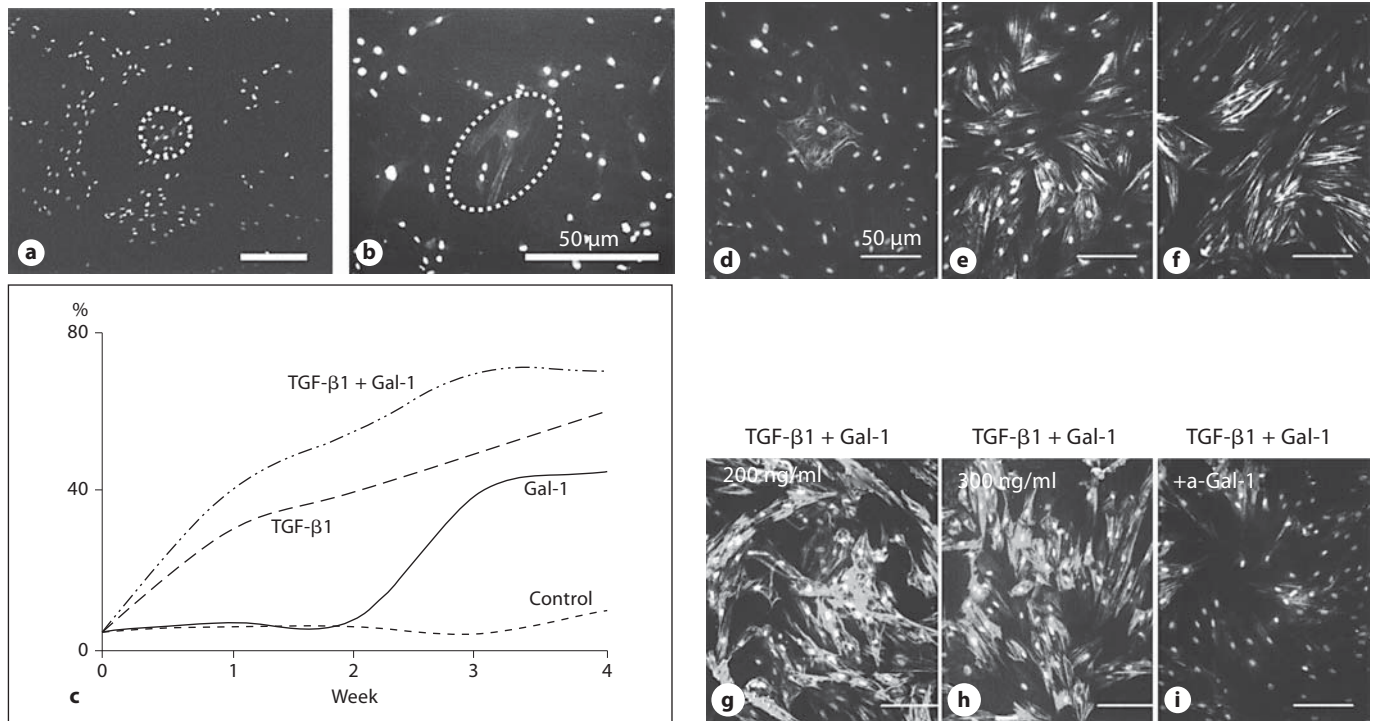 a
b
50 µm
%
80
TGF-β1 + Gal-1
40
Gal-1
TGF-β1
Control
0
0 1 2 3 4
c
Week
d
50 µm
e
f
TGF-β1 + Gal-1
TGF-β1 + Gal-1
TGF-β1 + Gal-1
200 ng/ml
300 ng/ml
+a-Gal-1
g
h
i